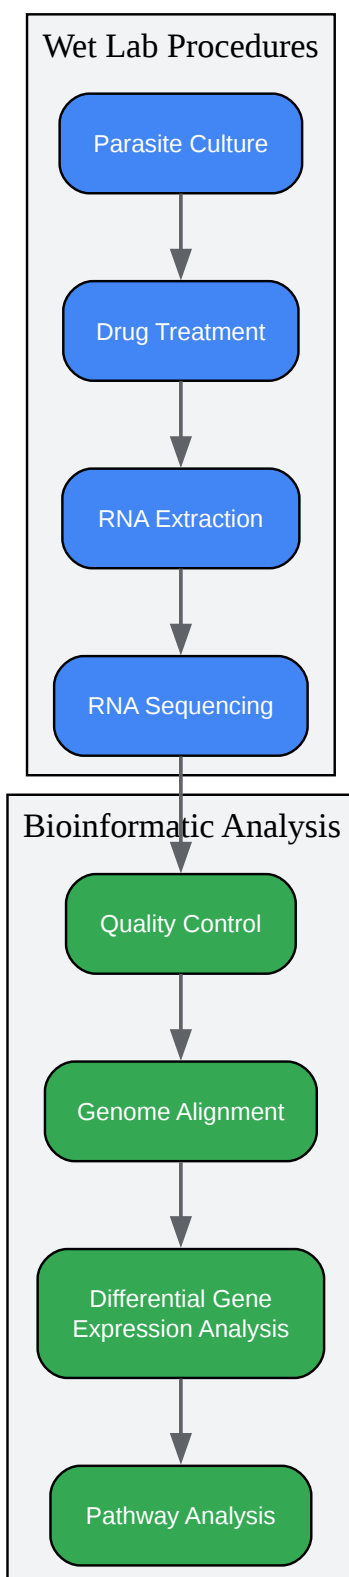 Wet Lab Procedures
Parasite Culture
Drug Treatment
RNA Extraction
RNA Sequencing
Bioinformatic Analysis
Quality Control
Genome Alignment
Differential Gene
Expression Analysis
Pathway Analysis